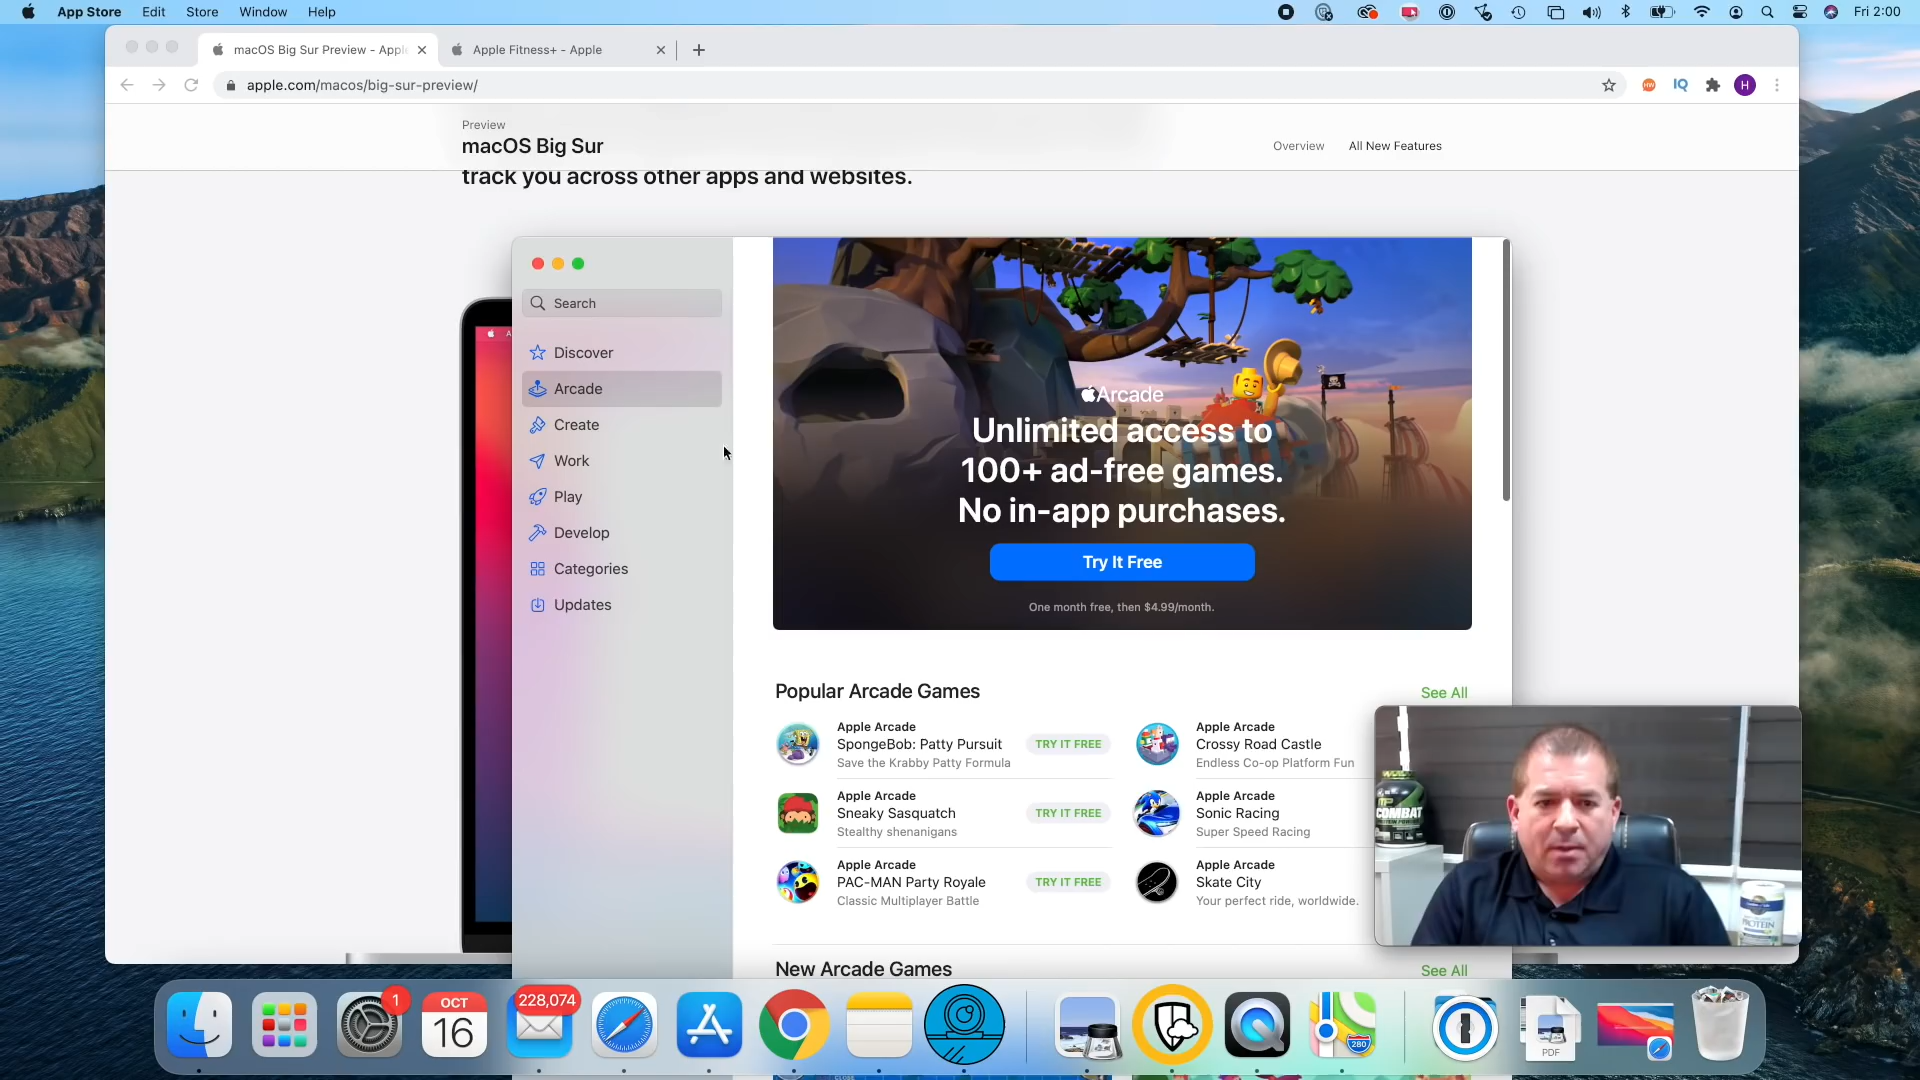 App Store Edit Store Window Help
Fri 2:00
macOS Big Sur Preview - Apple
Apple Fitness+ - Apple
apple.com/macos/big-sur-preview/
IQ
H
Preview
macOS Big Sur
Overview All New Features
track you across other apps and websites.
Search
Discover
Arcade
Create
Work
Play
Develop
Categories
Updates
Arcade
Unlimited access to
100+ ad-free games.
No in-app purchases.
Try It Free
One month free, then $4.99/month.
Popular Arcade Games
See All
Apple Arcade
SpongeBob: Patty Pursuit
Save the Krabby Patty Formula
TRY IT FREE
Apple Arcade
Crossy Road Castle
Endless Co-op Platform Fun
Apple Arcade
Sneaky Sasquatch
Stealthy shenanigans
TRY IT FREE
Apple Arcade
Sonic Racing
Super Speed Racing
Apple Arcade
PAC-MAN Party Royale
Classic Multiplayer Battle
TRY IT FREE
Apple Arcade
Skate City
Your perfect ride, worldwide.
COMBAT
PROTEIN
New Arcade Games
See All
1
OCT
16
228,074
280
PDF